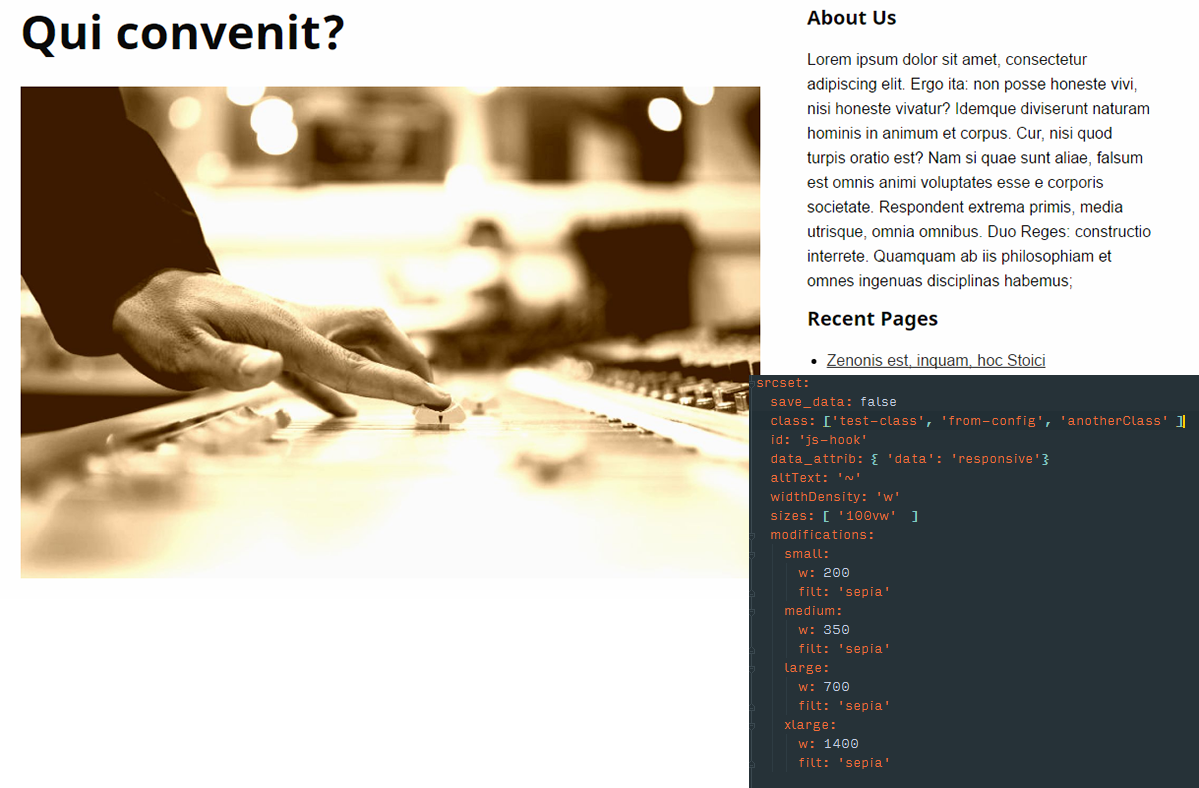 Qui convenit?
About Us
Lorem ipsum dolor sit amet, consectetur
adipiscing elit. Ergo ita: non posse honeste vivi,
nisi honeste vivatur? Idemque diviserunt naturam
hominis in animum et corpus. Cur, nisi quod
turpis oratio est? Nam si quae sunt aliae, falsum
est omnis animi voluptates esse e corporis
societate. Respondent extrema primis, media
utrisque, omnia omnibus. Duo Reges: constructio
interrete. Quamquam ab iis philosophiam et
omnes ingenuas disciplinas habemus;
Recent Pages
Zenonis est, inquam, hoc Stoici
srcset:
save_data: false
class: ['test-class', 'from-config', 'anotherClass' ]
id: 'js-hook'
data_attrib: { 'data': 'responsive'}
altText: '~'
widthDensity: 'w'
sizes: [ '100vw'  ]
modifications:
small:
w: 200
filt: 'sepia'
medium:
w: 350
filt: 'sepia'
large:
w: 700
filt: 'sepia'
xlarge:
w: 1400
filt: 'sepia'